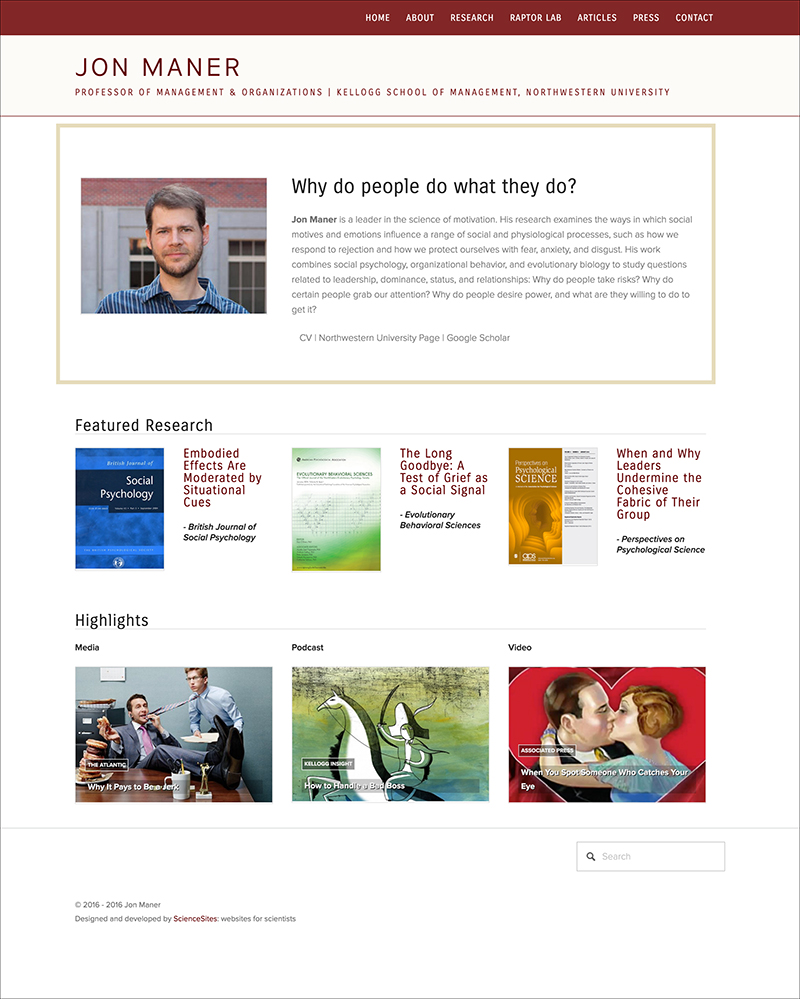 HOME ABOUT RESEARCH RAPTOR LAB ARTICLES PRESS CONTACT
JON MANER
PROFESSOR OF MANAGEMENT & ORGANIZATIONS | KELLOGG SCHOOL OF MANAGEMENT, NORTHWESTERN UNIVERSITY
Why do people do what they do?
Jon Maner is a leader in the science of motivation. His research examines the ways in which social
motives and emotions influence a range of social and physiological processes, such as how we
respond to rejection and how we protect ourselves with fear, anxiety, and disgust. His work
combines social psychology, organizational behavior, and evolutionary biology to study questions
related to leadership, dominance, status, and relationships: Why do people take risks? Why do
certain people grab our attention? Why do people desire power, and what are they willing to do to
get it?
CV | Northwestern University Page | Google Scholar
Featured Research
British Journal of
Social
Psychology
Embodied
Effects Are
Moderated by
Situational
Cues
- British Journal of
Social Psychology
EVOLUTIONARY BEHAVIORAL SCIENCES
The Long
Goodbye: A
Test of Grief as
a Social Signal
- Evolutionary
Behavioral Sciences
Perspectives on
Psychological
SCIENCE
aps
When and Why
Leaders
Undermine the
Cohesive
Fabric of Their
Group
- Perspectives on
Psychological Science
Highlights
Media
Podcast
Video
THE ATLANTIC
Why It Pays to Be a Jerk
KELLOGG INSIGHT
How to Handle a Bad Boss
ASSOCIATED PRESS
When You Spot Someone Who Catches Your
Eye
Search
© 2016 - 2016 Jon Maner
Designed and developed by ScienceSites: websites for scientists